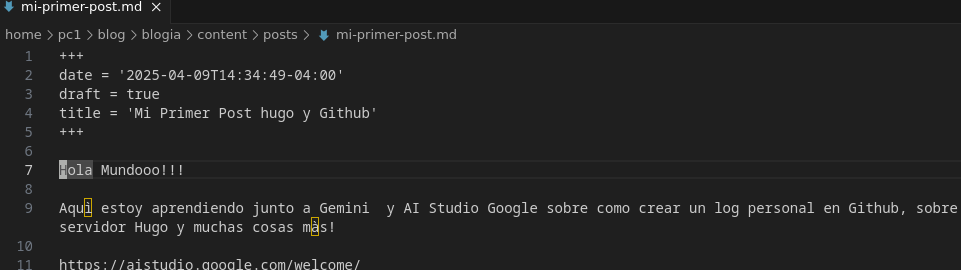 mi-primer-post.md ×
home > pc1 > blog > blogia > content > posts > mi-primer-post.md
1 +++
2 date = '2025-04-09T14:34:49-04:00'
3 draft = true
4 title = 'Mi Primer Post hugo y Github'
5 +++
6
7 Hola Mundooo!!!
8
9 Aquì estoy aprendiendo junto a Gemini  y AI Studio Google sobre como crear un log personal en Github, sobre
servidor Hugo y muchas cosas màs!
10
11 https://aistudio.google.com/welcome/